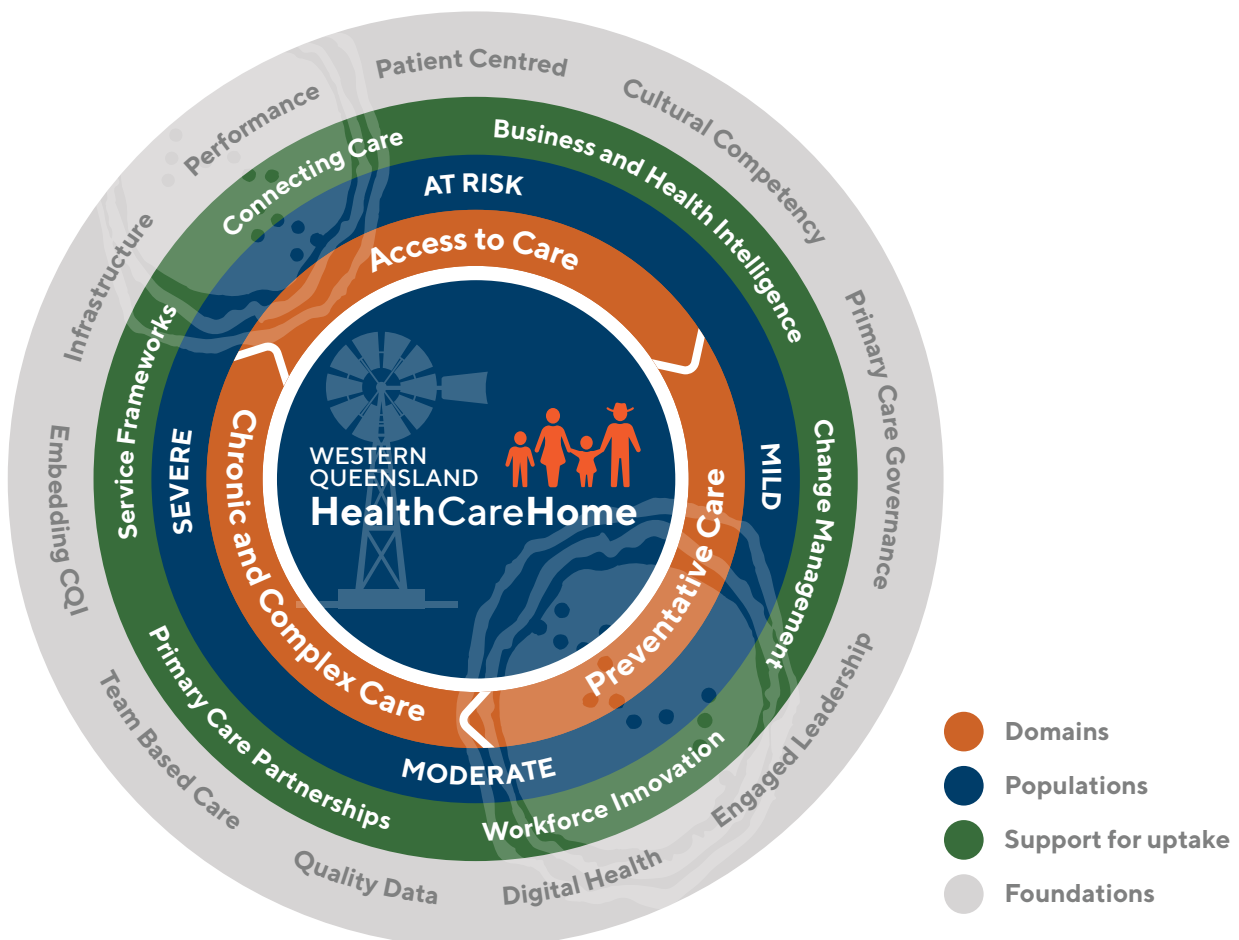 Patient Centred
Cultural Competency
Primary Care Governance
Engaged Leadership
Digital Health
Quality Data
Team Based Care
Embedding CQI
Infrastructure
Performance
Connecting Care
Business and Health Intelligence
Change Management
Workforce Innovation
Primary Care Partnerships
Service Frameworks
AT RISK
MILD
MODERATE
SEVERE
Access to Care
Preventative Care
Chronic and Complex Care
WESTERN
QUEENSLAND
HealthCareHome
Domains
Populations
Support for uptake
Foundations